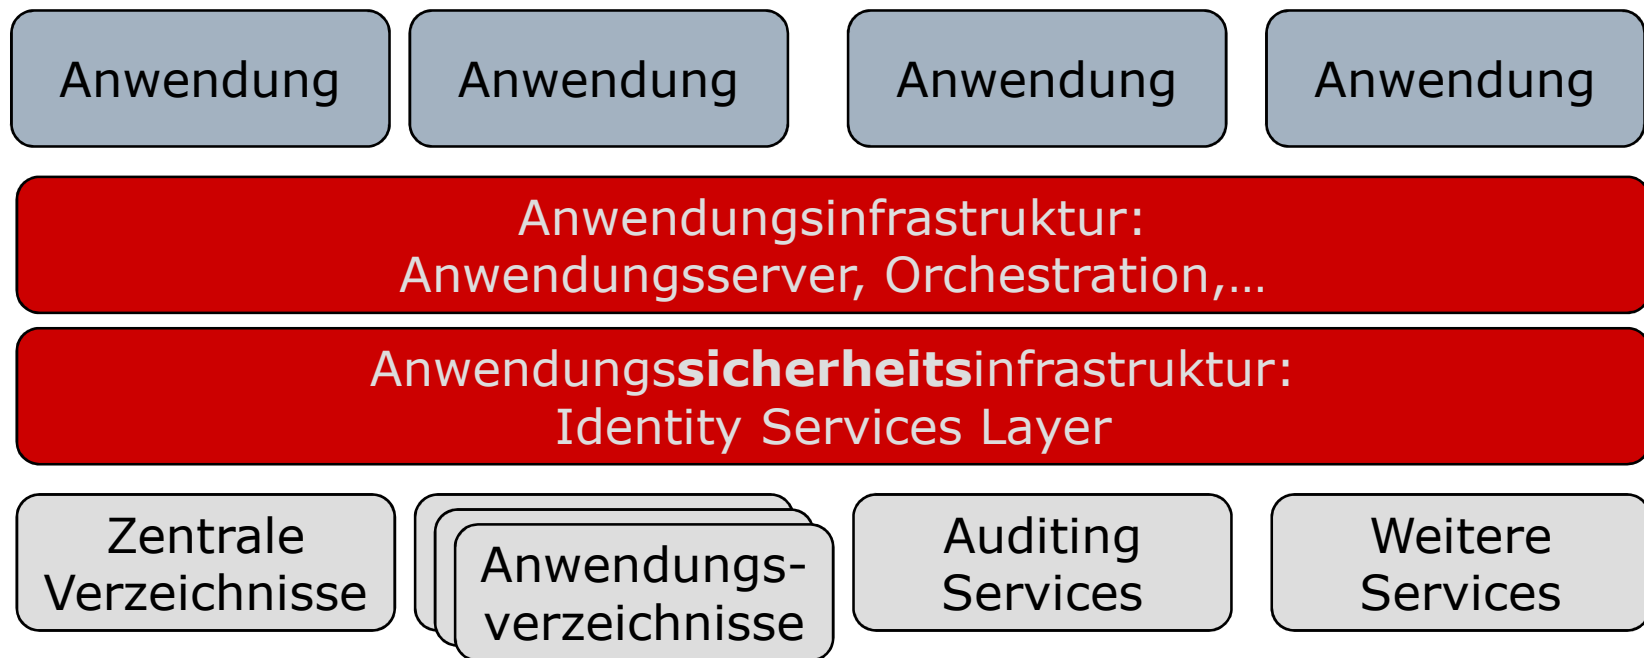 Anwendung
Anwendung
Anwendung
Anwendung
Anwendungsinfrastruktur:
Anwendungsserver, Orchestration,…
Anwendungssicherheitsinfrastruktur:
Identity Services Layer
Zentrale
Verzeichnisse
Anwendungs-
verzeichnisse
Auditing
Services
Weitere
Services